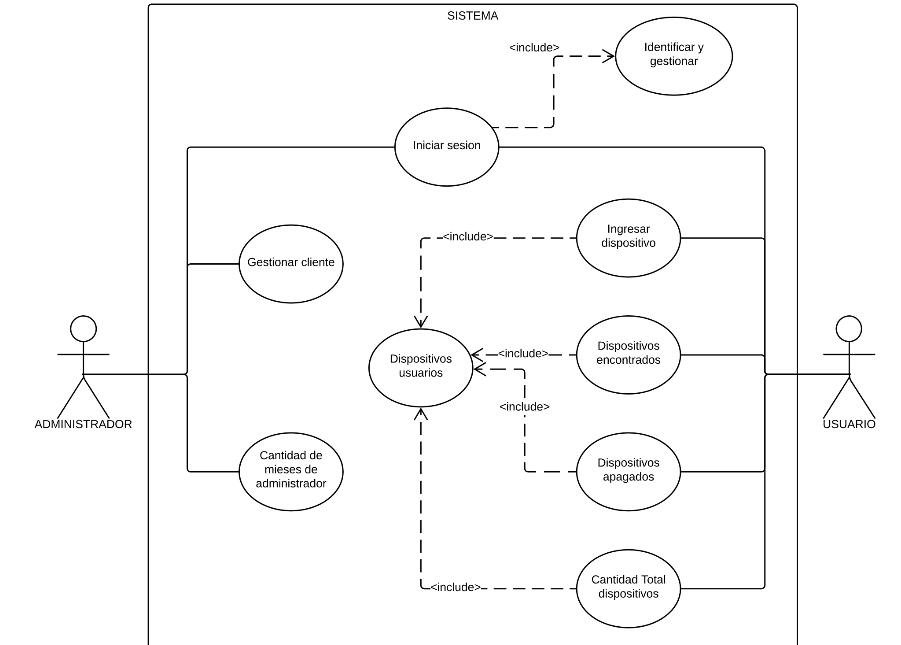 SISTEMA
<include>
Identificar y
gestionar
Iniciar sesion
Ingresar
dispositivo
<include>
Gestionar cliente
Dispositivos
encontrados
<include>
Dispositivos
usuarios
<include>
ADMINISTRADOR
USUARIO
Cantidad de
mieses de
administrador
Dispositivos
apagados
Cantidad Total
dispositivos
<include>